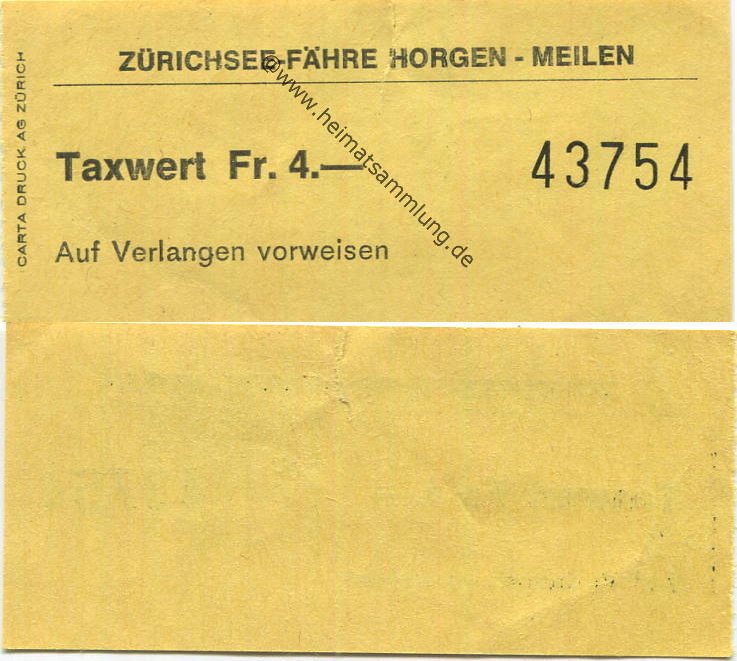 ZÜRICHSEE-FÄHRE HORGEN - MEILEN
Taxwert Fr. 4.—
43754
Auf Verlangen vorweisen
CARTA DRUCK AG ZÜRICH
©www.heimatsammlung.de